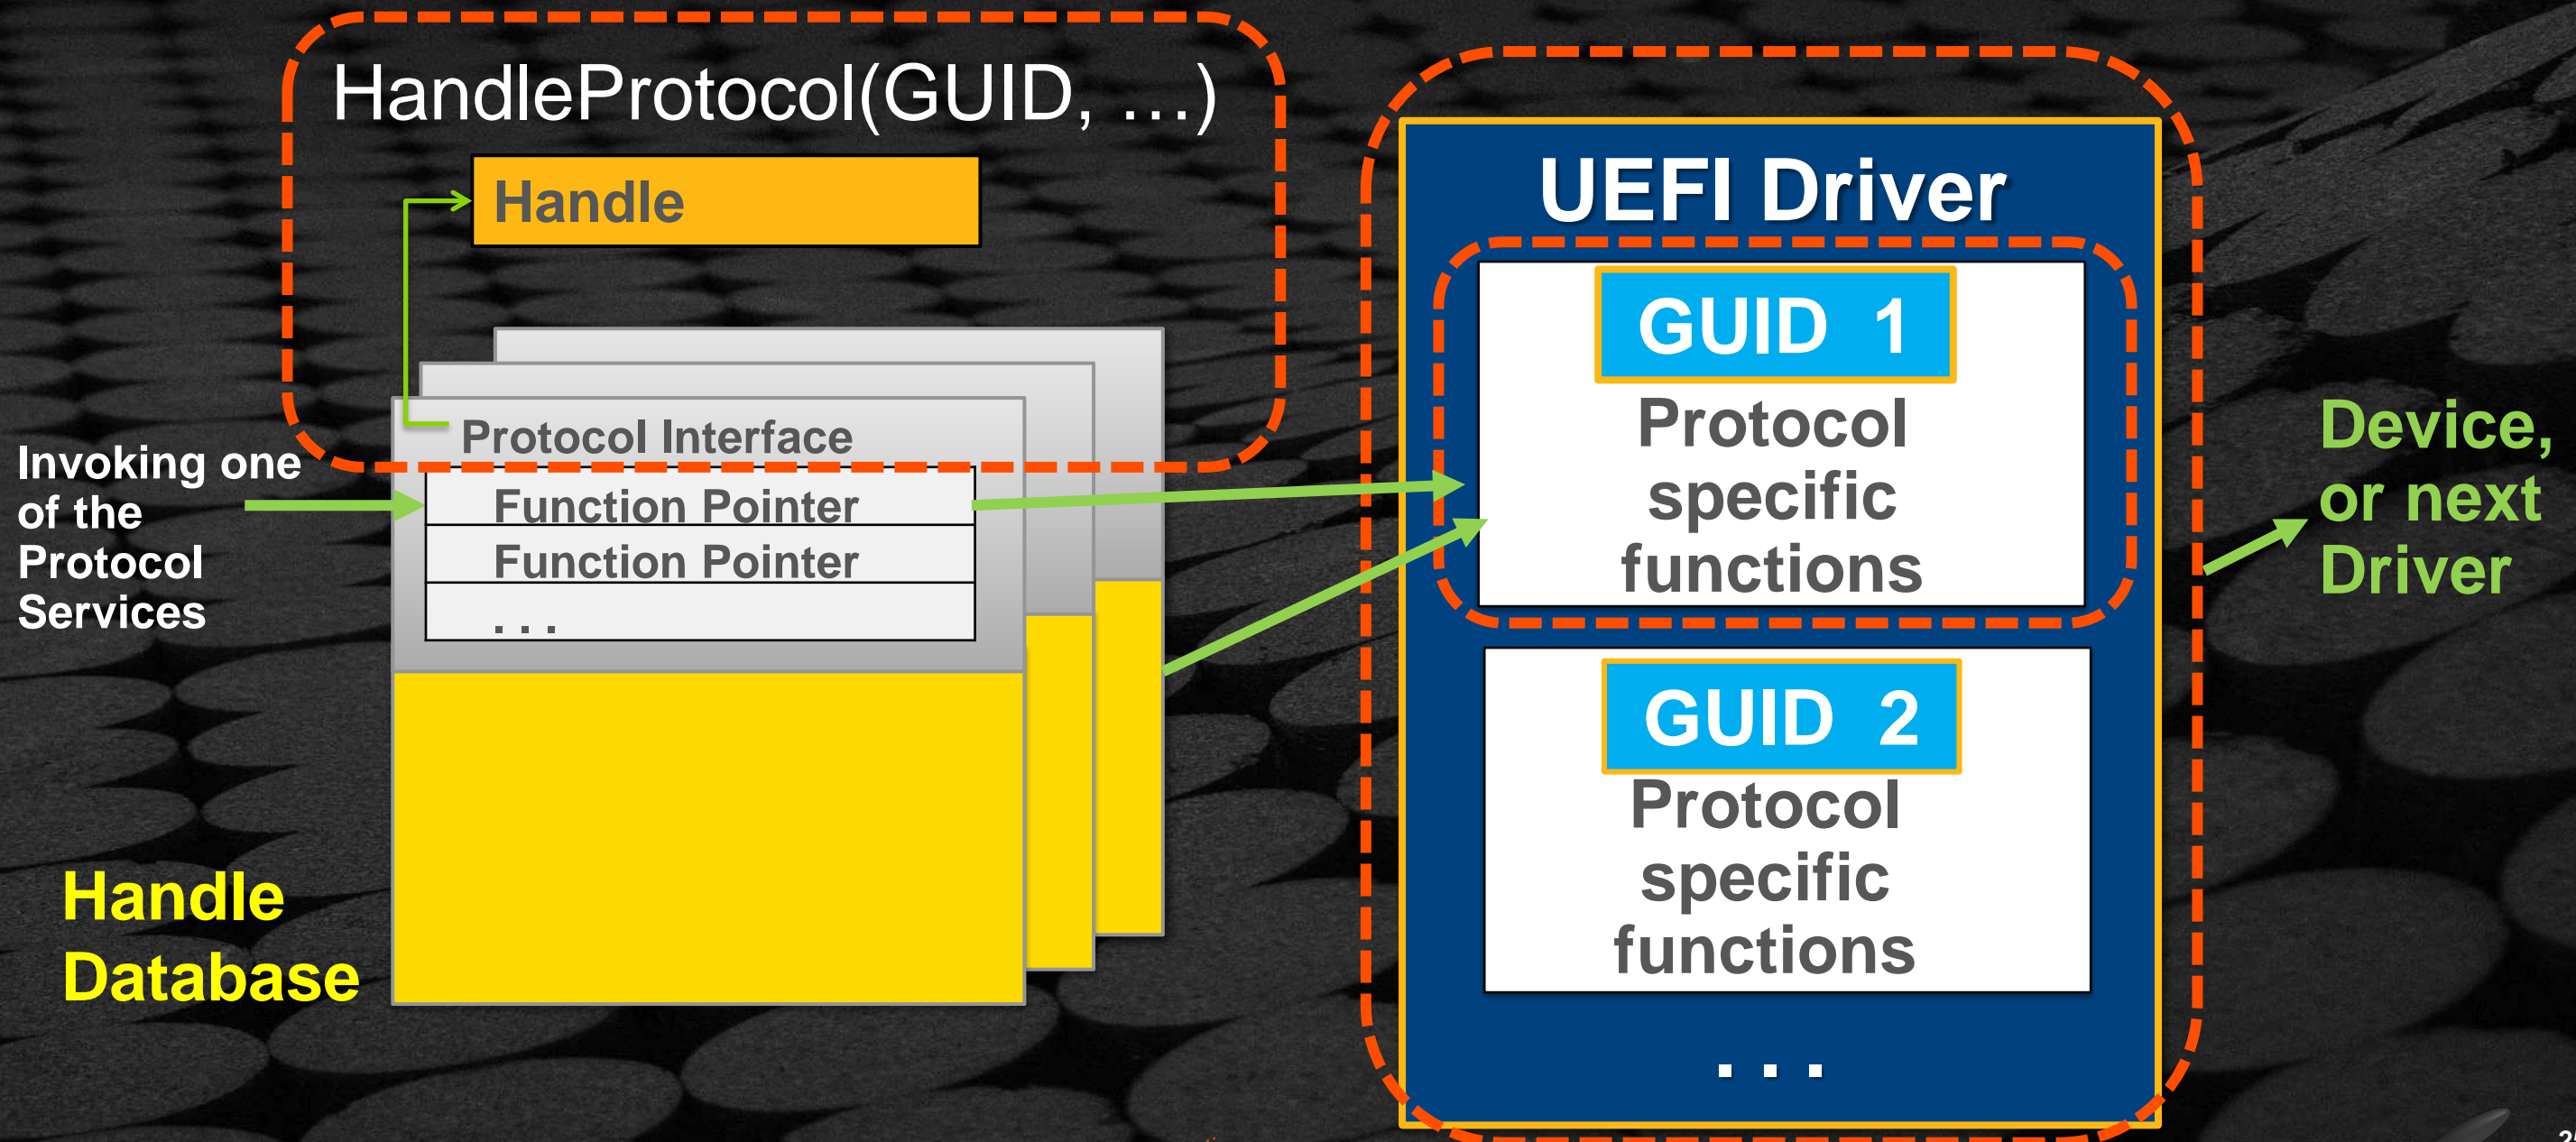 HandleProtocol(GUID, …)
Handle
Protocol Interface
Function Pointer
Function Pointer
. . .
Invoking one
of the
Protocol
Services
Handle
Database
UEFI Driver
GUID 1
Protocol
specific
functions
GUID 2
Protocol
specific
functions
. . .
Device,
or next
Driver